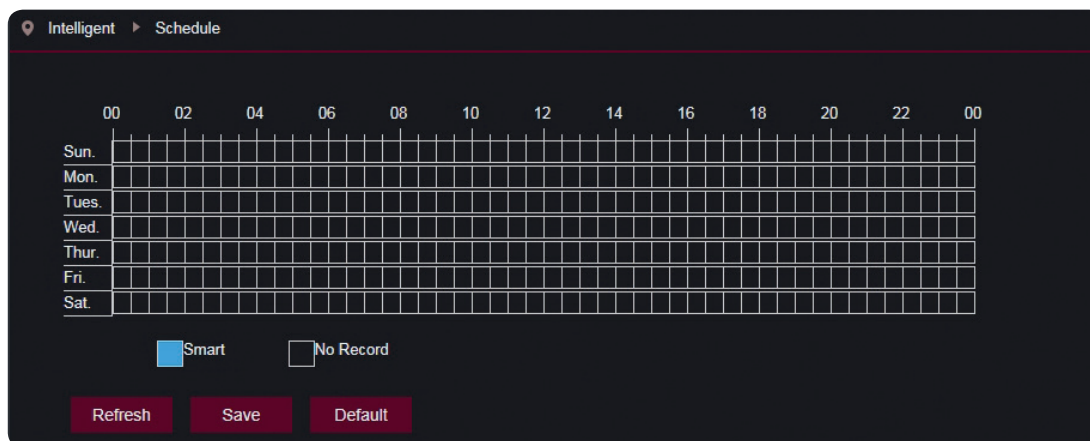 Intelligent Schedule
00 02 04 06 08 10 12 14 16 18 20 22 00
Sun.
Mon.
Tues.
Wed.
Thur.
Fri.
Sat.
Smart No Record
Refresh Save Default